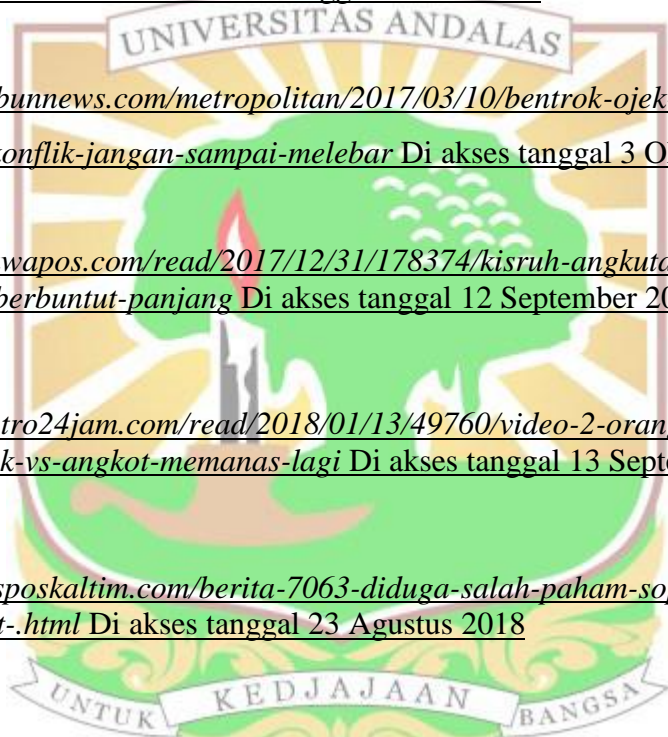 UNIVERSITAS ANDALAS
bunnews.com/metropolitan/2017/03/10/bentrok-ojek
konflik-jangan-sampai-melebar Di akses tanggal 3 O
wapos.com/read/2017/12/31/178374/kisruh-angkuta
berbuntut-panjang Di akses tanggal 12 September 20
tro24jam.com/read/2018/01/13/49760/video-2-oran
k-vs-angkot-memanas-lagi Di akses tanggal 13 Sept
sposkaltim.com/berita-7063-diduga-salah-paham-so
t-.html Di akses tanggal 23 Agustus 2018
UNTUK KEDJAJAAN BANGSA